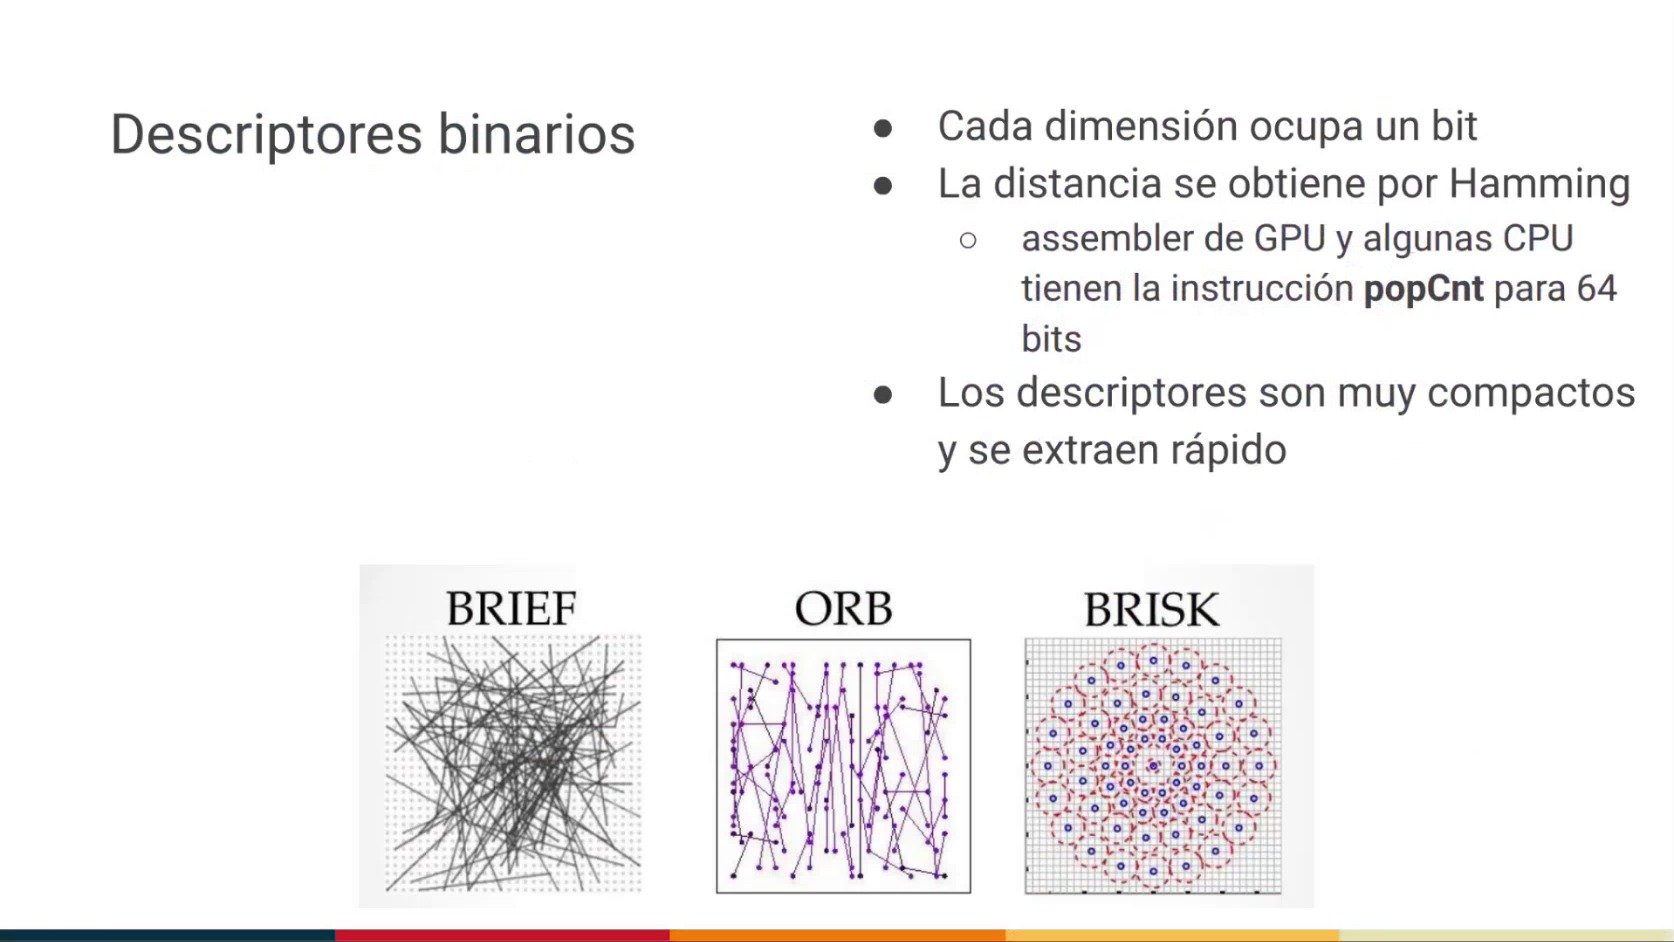 Descriptores binarios
● Cada dimensión ocupa un bit
● La distancia se obtiene por Hamming
○ assembler de GPU y algunas CPU
tienen la instrucción popCnt para 64
bits
● Los descriptores son muy compactos
y se extraen rápido
BRIEF
ORB
BRISK